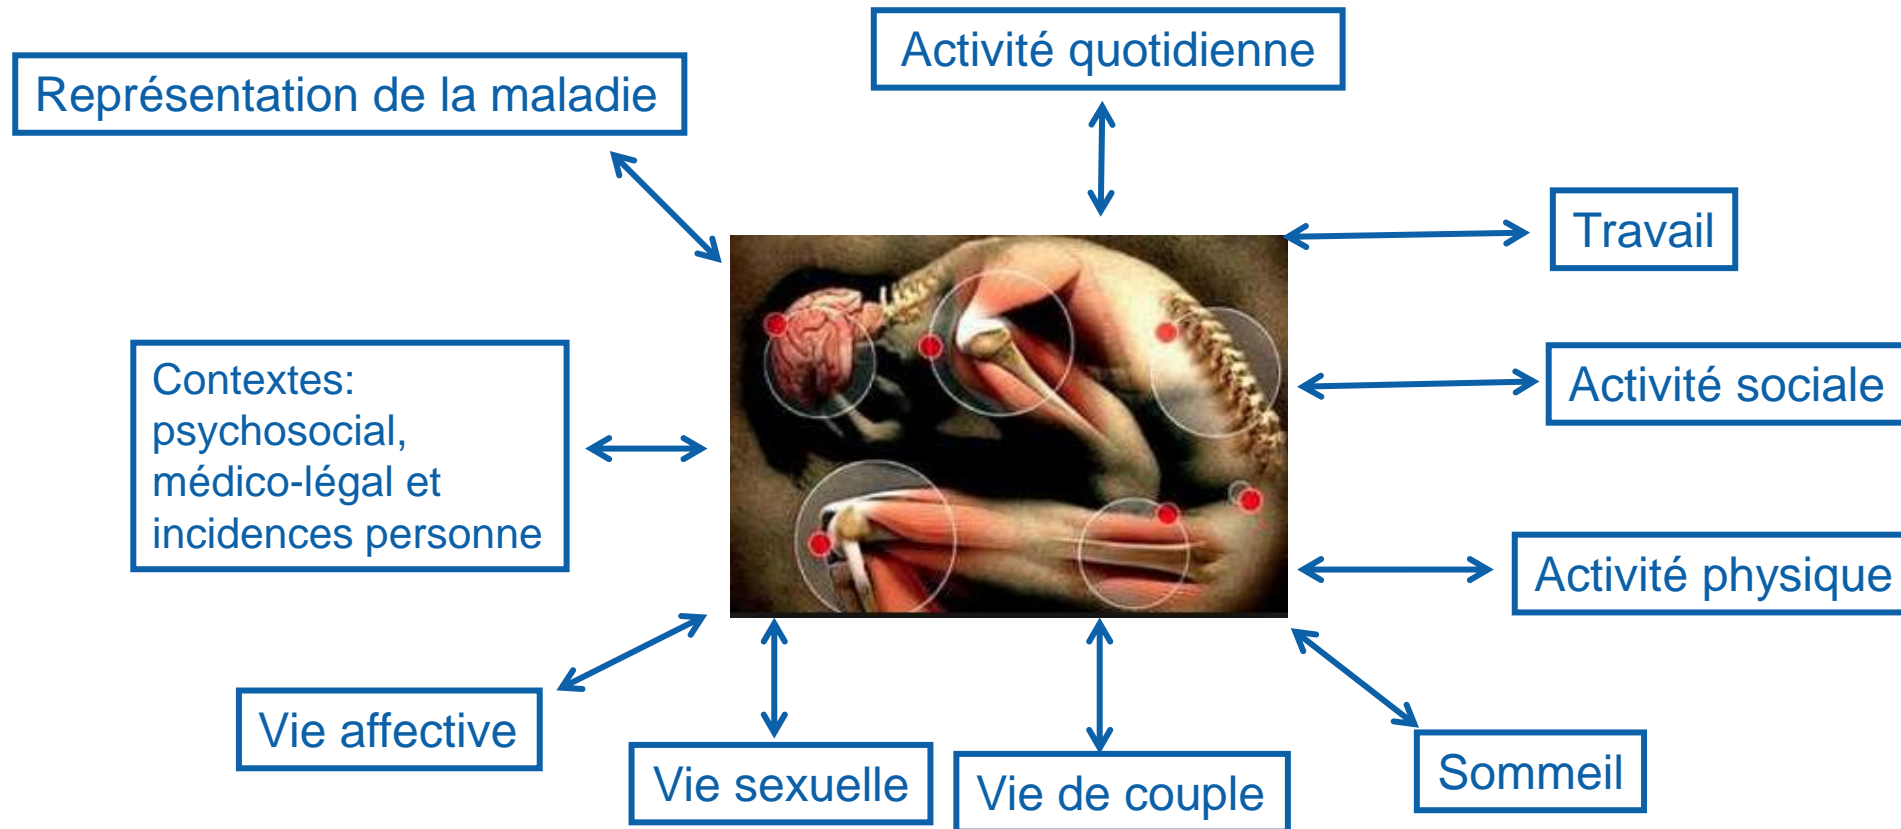 Activité quotidienne
Représentation de la maladie
Travail
Contextes:
psychosocial,
médico-légal et
incidences personne
Activité sociale
Activité physique
Vie affective
Vie sexuelle
Vie de couple
Sommeil